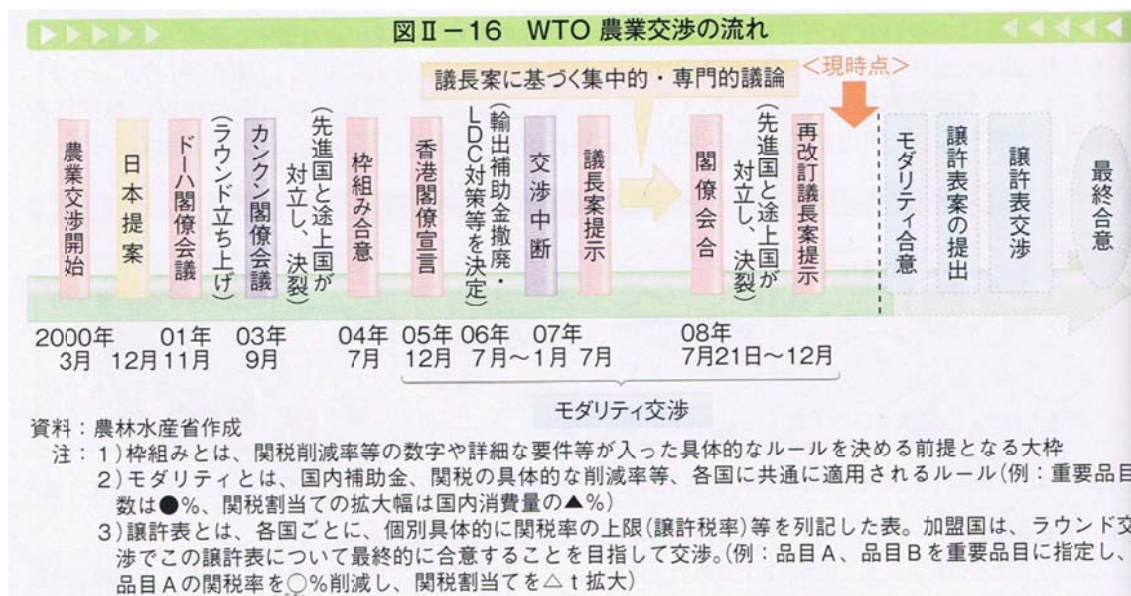 図Ⅱ－16 WTO 農業交渉の流れ
議長案に基づく集中的・専門的議論
＜現時点＞
農業交渉開始
日本提案
ドーハ閣僚会議
(ラウンド立ち上げ)
カンクン閣僚会議
(先進国と途上国が
対立し、決裂)
枠組み合意
香港閣僚宣言
(輸出補助金撤廃・
LDC対策等を決定)
交渉中断
議長案提示
閣僚会合
(先進国と途上国が
対立し、決裂)
再改訂議長案提示
モダリティ合意
譲許表案の提出
譲許表交渉
最終合意
2000年 01年 03年 04年 05年 06年 07年 08年
3月 12月 11月 9月 7月 12月 7月～1月 7月 7月21日～12月
モダリティ交渉
資料：農林水産省作成
注：1)枠組みとは、関税削減率等の数字や詳細な要件等が入った具体的なルールを決める前提となる大枠
2)モダリティとは、国内補助金、関税の具体的な削減率等、各国に共通に適用されるルール(例：重要品目
数は●%、関税割当ての拡大幅は国内消費量の▲%)
3)譲許表とは、各国ごとに、個別具体的に関税率の上限(譲許税率)等を列記した表。加盟国は、ラウンド交
渉でこの譲許表について最終的に合意することを目指して交渉。(例：品目A、品目Bを重要品目に指定し、
品目Aの関税率を○%削減し、関税割当てを△t拡大)